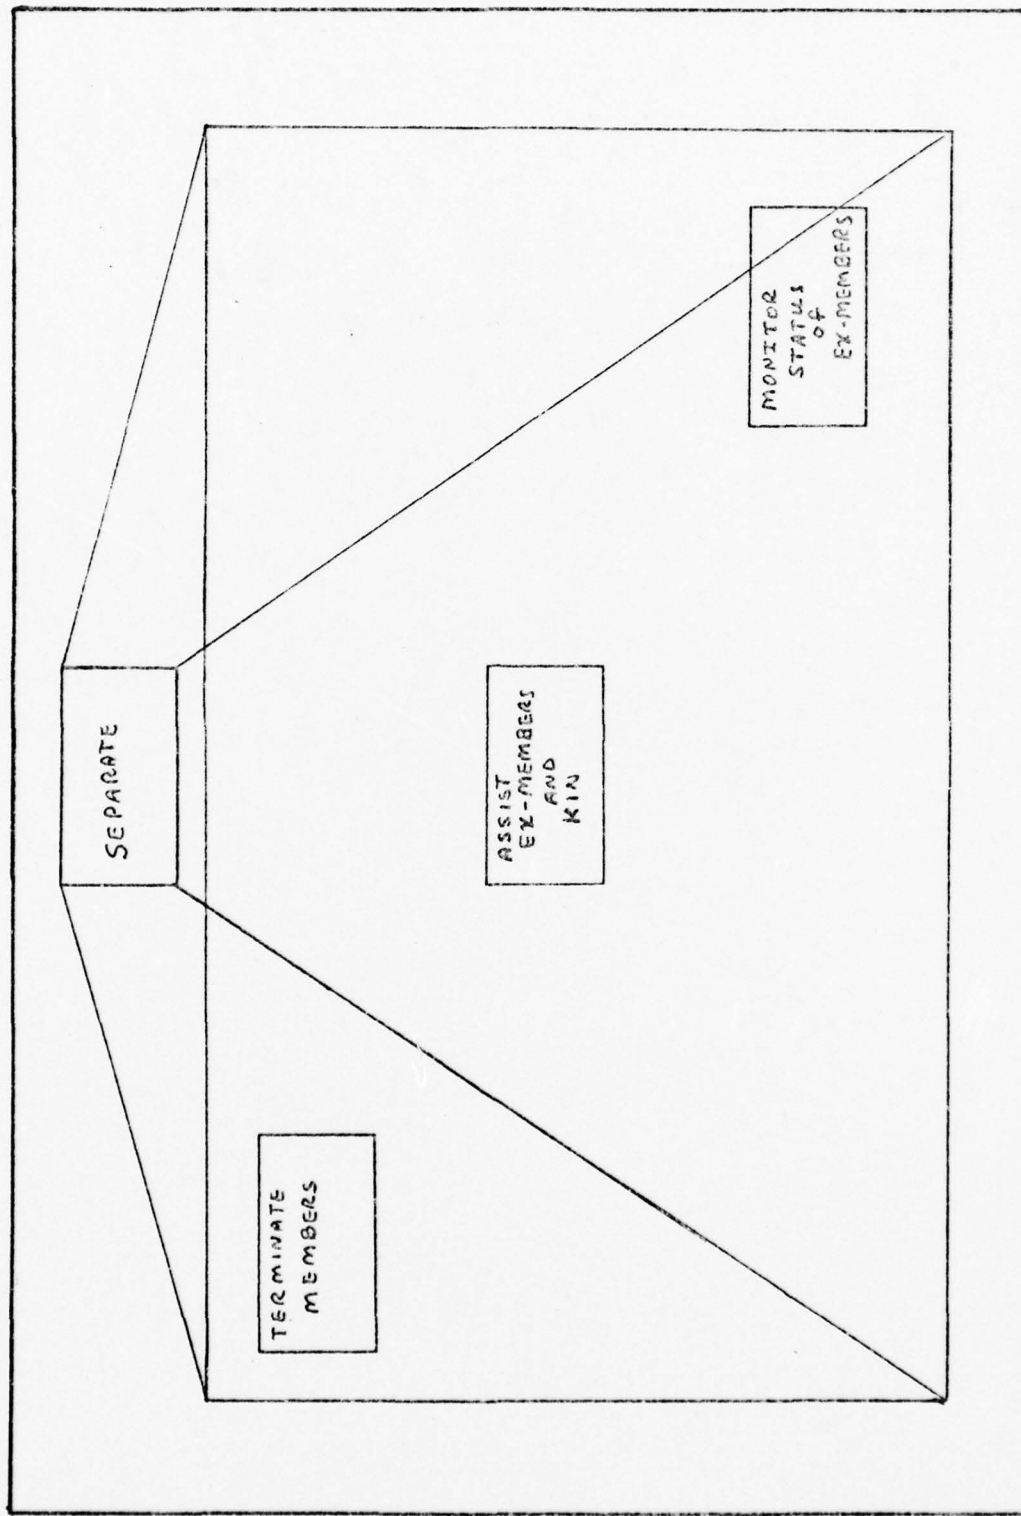 SEPARATE
TERMINATE
MEMBERS
ASSIST
EX-MEMBERS
AND
KIN
MONITOR
STATUS
OF
EX-MEMBERS